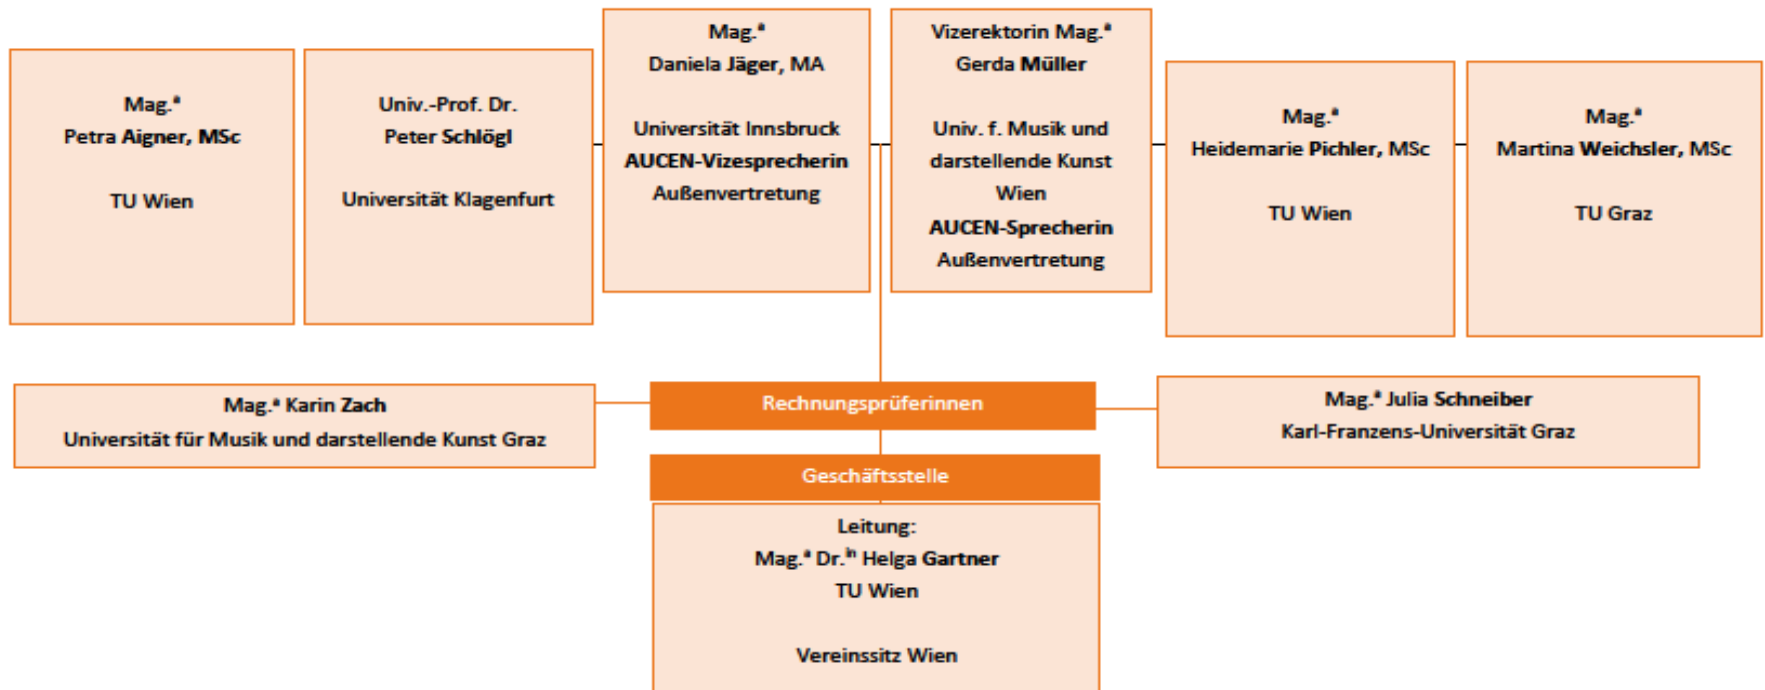 Mag.ª
Petra Aigner, MSc
TU Wien
Univ.-Prof. Dr.
Peter Schlögl
Universität Klagenfurt
Mag.ª
Daniela Jäger, MA
Universität Innsbruck
AUCEN-Vizesprecherin
Außenvertretung
Vizerektorin Mag.ª
Gerda Müller
Univ. f. Musik und
darstellende Kunst
Wien
AUCEN-Sprecherin
Außenvertretung
Mag.ª
Heidemarie Pichler, MSc
TU Wien
Mag.ª
Martina Weichsler, MSc
TU Graz
Mag.ª Karin Zach
Universität für Musik und darstellende Kunst Graz
Rechnungsprüferinnen
Mag.ª Julia Schneiber
Karl-Franzens-Universität Graz
Geschäftsstelle
Leitung:
Mag.ª Dr.ⁱⁿ Helga Gartner
TU Wien
Vereinssitz Wien